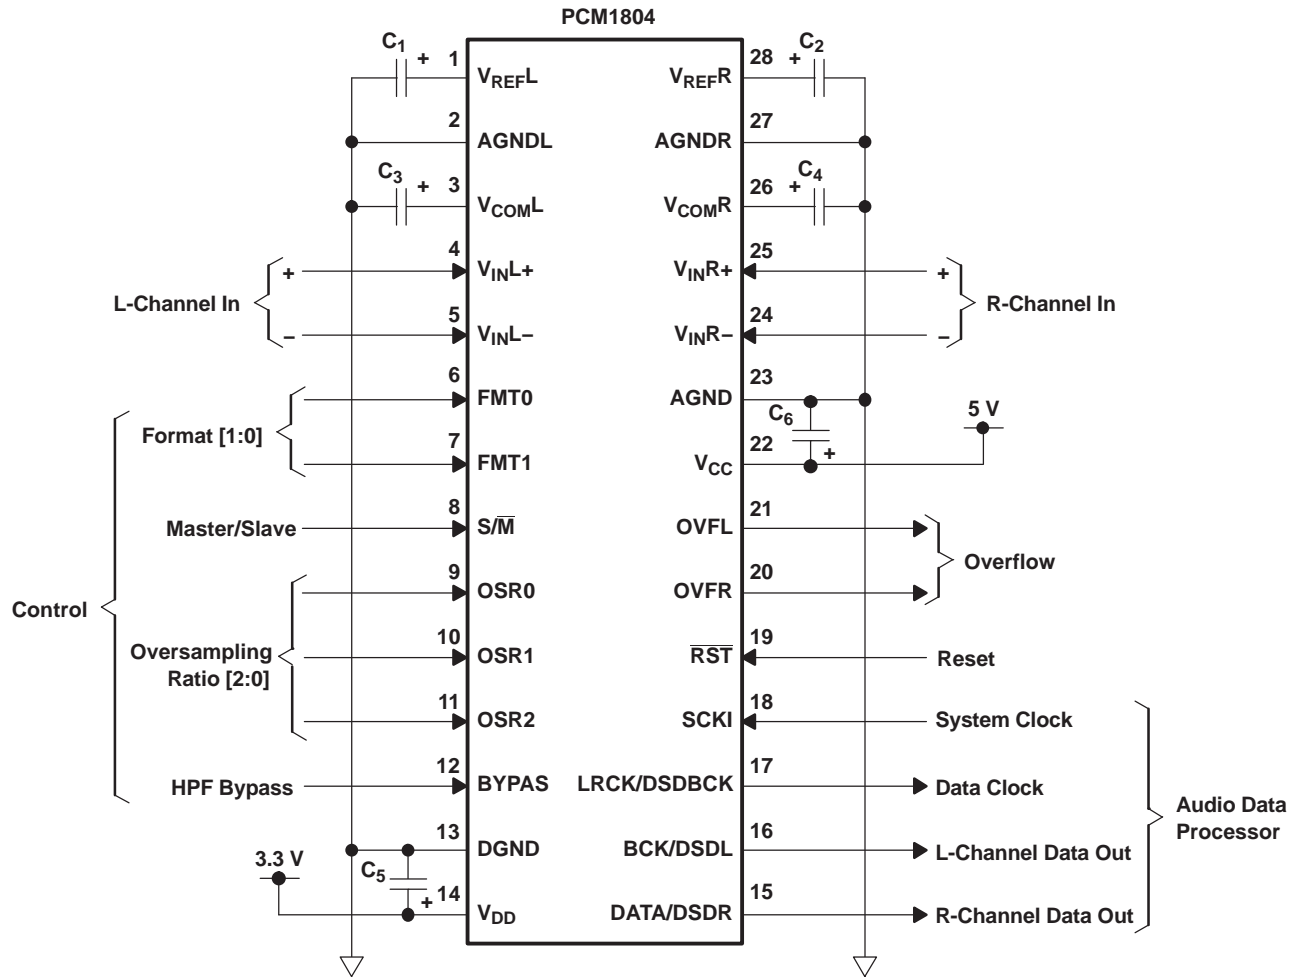 PCM1804
C1 + 1 VREFL
2 AGNDL
C3 + 3 VCOML
4 VINL+
+
L-Channel In
5 VINL–
–
6 FMT0
Format [1:0]
7 FMT1
Master/Slave 8 S/M̅
9 OSR0
Control
Oversampling
Ratio [2:0]
10 OSR1
11 OSR2
HPF Bypass 12 BYPAS
13 DGND
3.3 V
C5 +
14 VDD
VREFR 28 + C2
AGNDR 27
VCOMR 26 + C4
VINR+ 25
+
R-Channel In
VINR– 24
–
AGND 23
C6 +
5 V
VCC 22
OVFL 21
Overflow
OVFR 20
R̅S̅T̅ 19 Reset
SCKI 18 System Clock
LRCK/DSDBCK 17 Data Clock
Audio Data
Processor
BCK/DSDL 16 L-Channel Data Out
DATA/DSDR 15 R-Channel Data Out